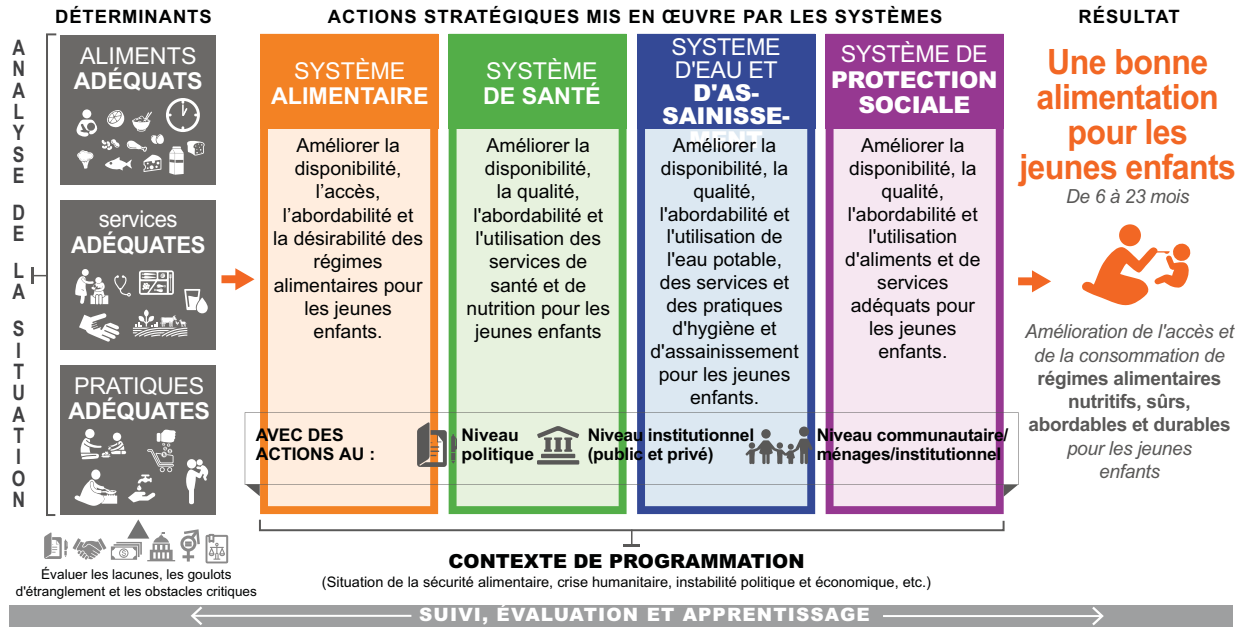 DÉTERMINANTS
ACTIONS STRATÉGIQUES MIS EN ŒUVRE PAR LES SYSTÈMES
RÉSULTAT
ANALYSE DE LA SITUATION
ALIMENTS
ADÉQUATS
services
ADÉQUATES
PRATIQUES
ADÉQUATES
Évaluer les lacunes, les goulots
d'étranglement et les obstacles critiques
SYSTÈME
ALIMENTAIRE
Améliorer la
disponibilité,
l’accès,
l’abordabilité et
la désirabilité des
régimes
alimentaires pour
les jeunes
enfants.
SYSTÈME
DE SANTÉ
Améliorer la
disponibilité,
la qualité,
l'abordabilité et
l'utilisation des
services de
santé et de
nutrition pour les
jeunes enfants
SYSTEME
D'EAU ET
D'AS-
SAINISSE-
MENT
Améliorer la
disponibilité, la
qualité,
l'abordabilité et
l'utilisation de
l'eau potable,
des services et
des pratiques
d'hygiène et
d'assainissement
pour les jeunes
enfants.
SYSTÈME DE
PROTECTION
SOCIALE
Améliorer la
disponibilité, la
qualité,
l'abordabilité et
l'utilisation
d'aliments et de
services
adéquats pour
les jeunes
enfants.
AVEC DES
ACTIONS AU :
Niveau
politique
Niveau institutionnel
(public et privé)
Niveau communautaire/
ménages/institutionnel
Une bonne
alimentation
pour les
jeunes enfants
De 6 à 23 mois
Amélioration de l'accès et
de la consommation de
régimes alimentaires
nutritifs, sûrs,
abordables et durables
pour les jeunes
enfants
CONTEXTE DE PROGRAMMATION
(Situation de la sécurité alimentaire, crise humanitaire, instabilité politique et économique, etc.)
SUIVI, ÉVALUATION ET APPRENTISSAGE